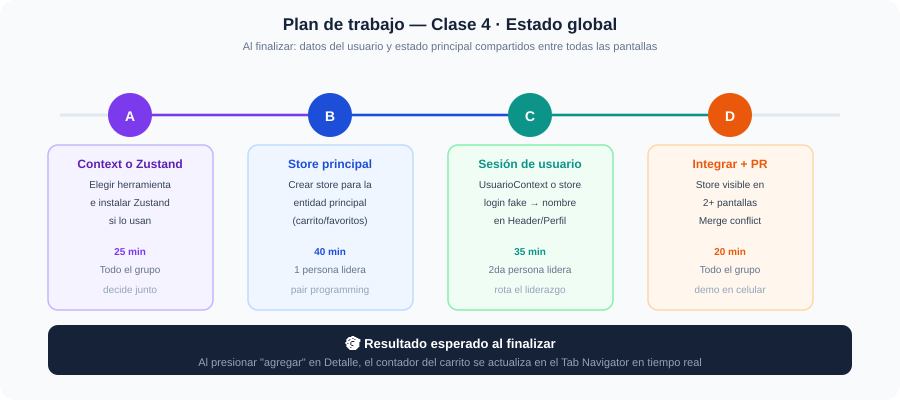 Plan de trabajo — Clase 4 · Estado global
Al finalizar: datos del usuario y estado principal compartidos entre todas las pantallas
A
B
C
D
Context o Zustand
Elegir herramienta
e instalar Zustand
si lo usan
25 min
Todo el grupo
decide junto
Store principal
Crear store para la
entidad principal
(carrito/favoritos)
40 min
1 persona lidera
pair programming
Sesión de usuario
UsuarioContext o store
login fake → nombre
en Header/Perfil
35 min
2da persona lidera
rota el liderazgo
Integrar + PR
Store visible en
2+ pantallas
Merge conflict
20 min
Todo el grupo
demo en celular
Resultado esperado al finalizar
Al presionar "agregar" en Detalle, el contador del carrito se actualiza en el Tab Navigator en tiempo real